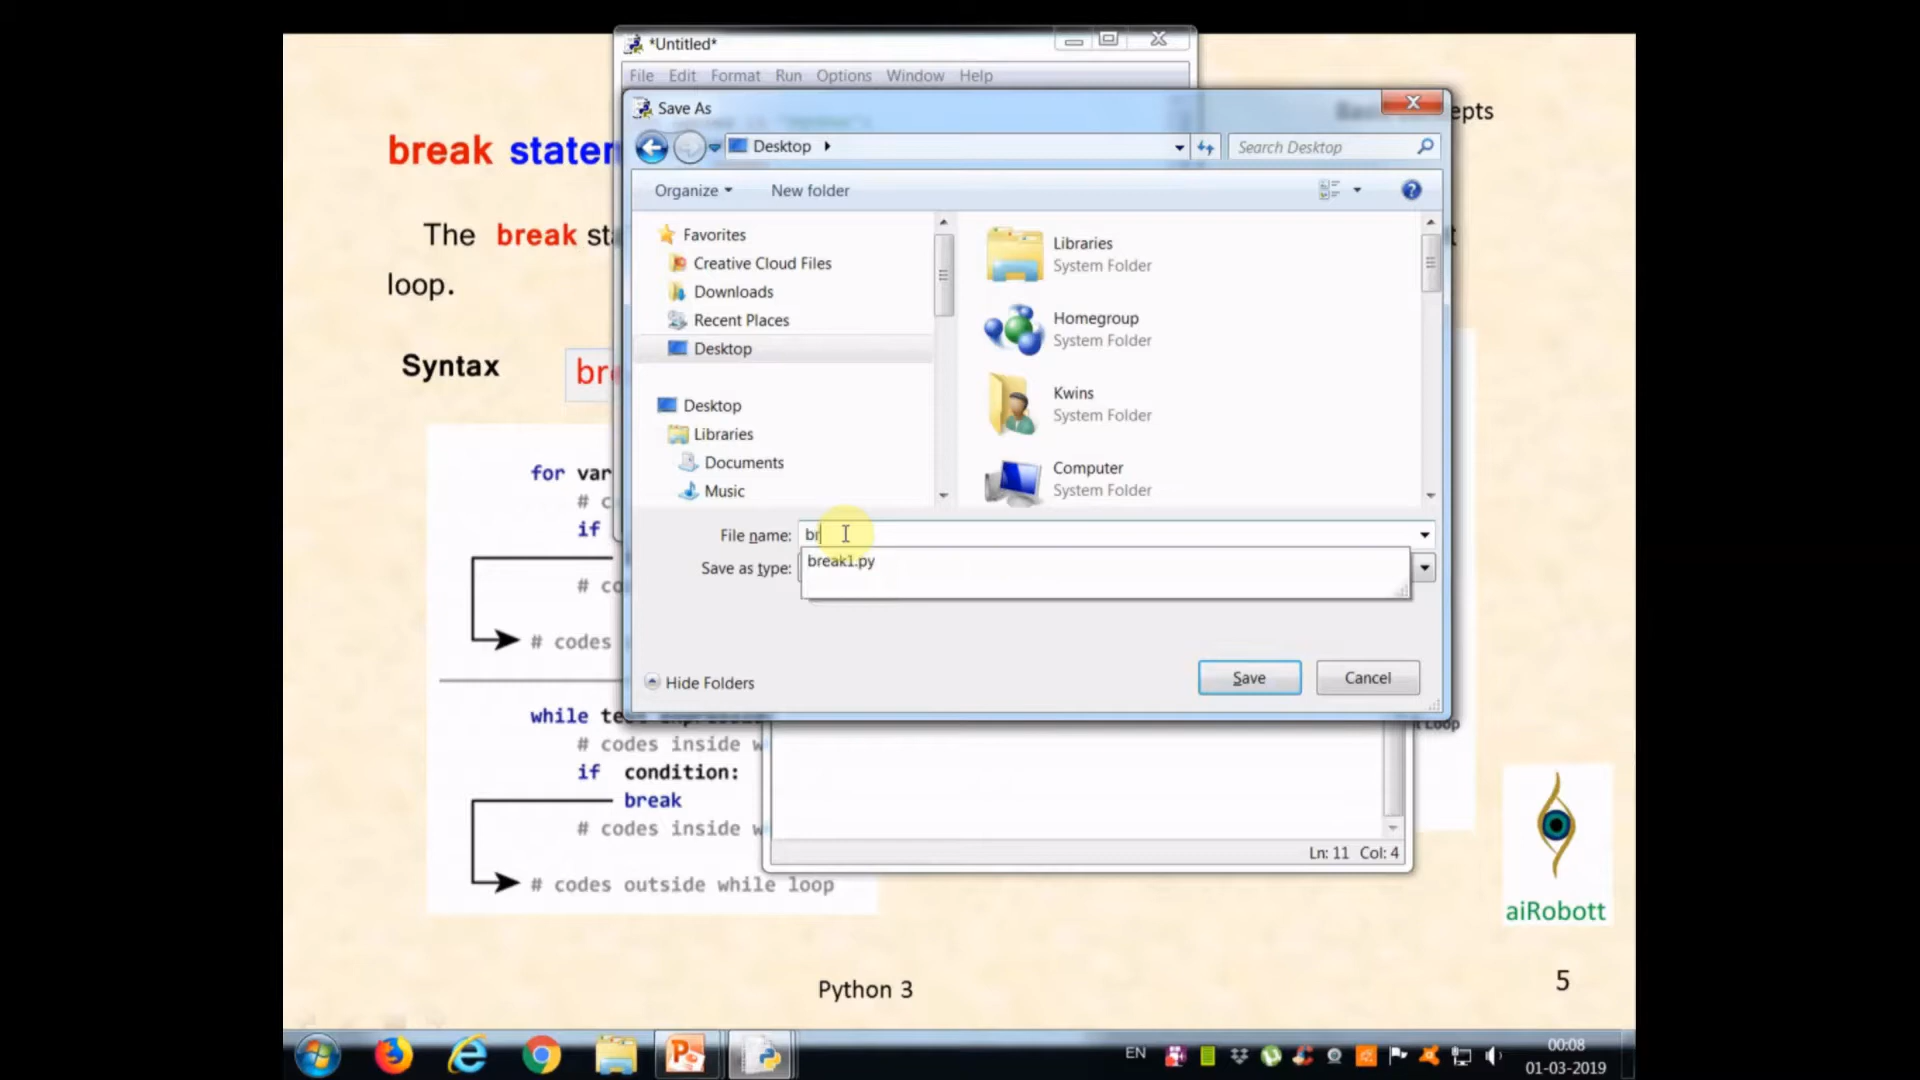 *Untitled*
File Edit Format Run Options Window Help
Save As
Desktop
Search Desktop
Organize
New folder
Favorites
Creative Cloud Files
Downloads
Recent Places
Desktop
Desktop
Libraries
Documents
Music
Libraries
System Folder
Homegroup
System Folder
Kwins
System Folder
Computer
System Folder
File name: br
break1.py
Save as type:
Hide Folders
Save
Cancel
epts
break stater
The break sta
loop.
Syntax
bre
for var
# c
if
# co
# codes
while te
# codes inside w
if condition:
break
# codes inside w
# codes outside while loop
Loop
Ln: 11 Col: 4
aiRobott
Python 3
5
EN
00:08
01-03-2019